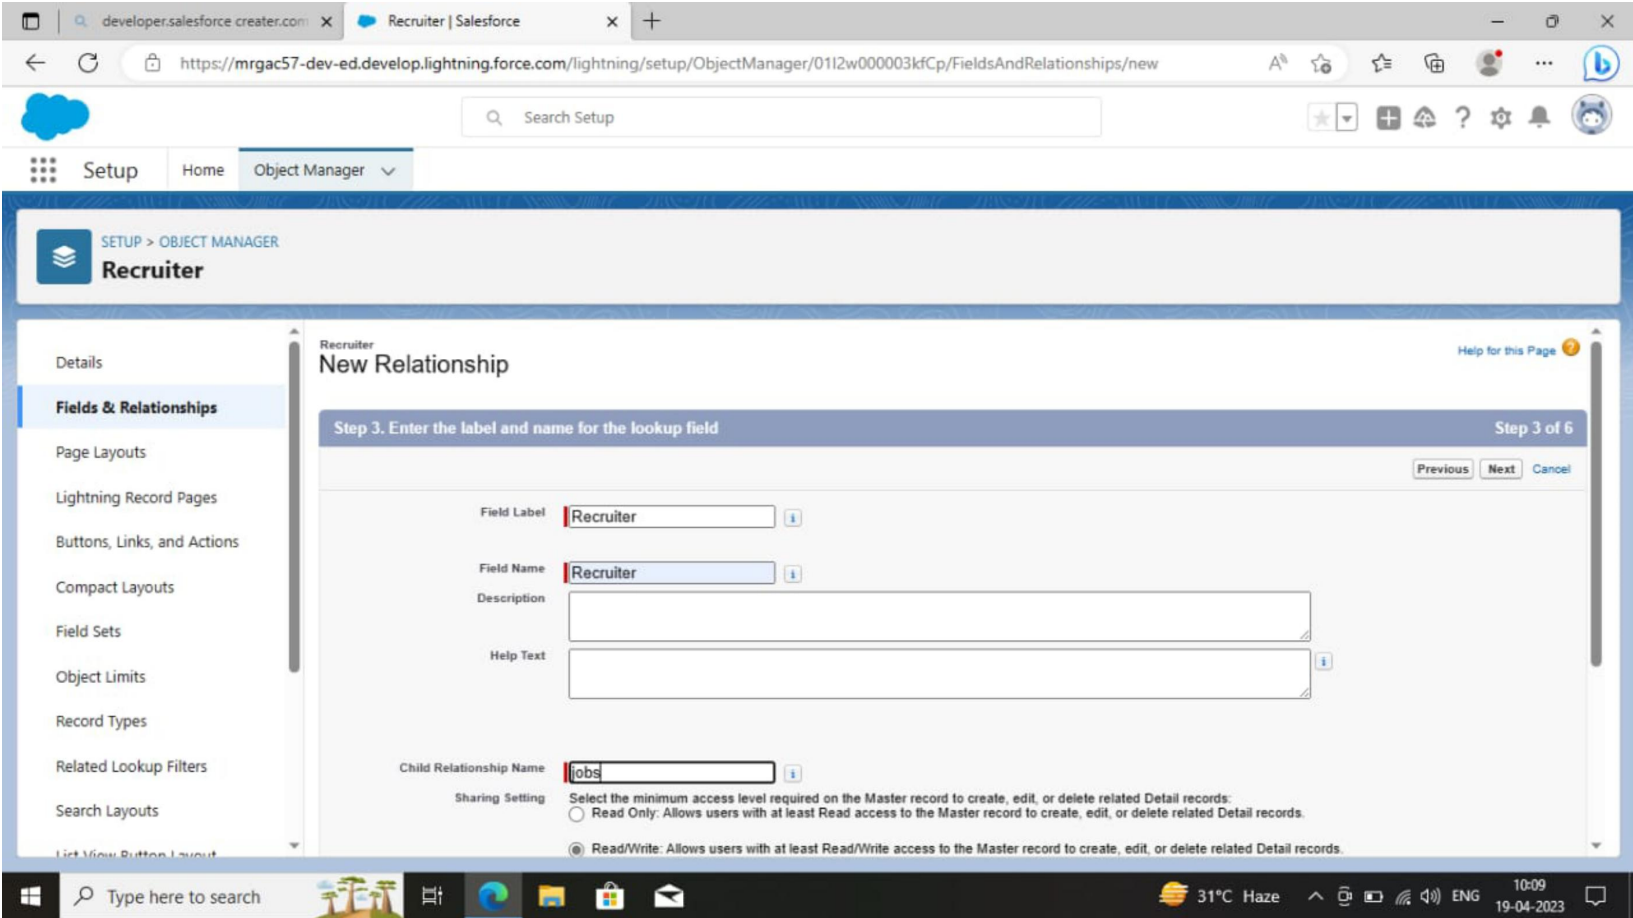 developer.salesforce creater.com
Recruiter | Salesforce
https://mrgac57-dev-ed.develop.lightning.force.com/lightning/setup/ObjectManager/01I2w000003kfCp/FieldsAndRelationships/new
Search Setup
Setup
Home
Object Manager
SETUP > OBJECT MANAGER
Recruiter
Details
Fields & Relationships
Page Layouts
Lightning Record Pages
Buttons, Links, and Actions
Compact Layouts
Field Sets
Object Limits
Record Types
Related Lookup Filters
Search Layouts
List View Button Layout
Recruiter
New Relationship
Help for this Page
Step 3. Enter the label and name for the lookup field
Step 3 of 6
Previous Next Cancel
Field Label Recruiter
Field Name Recruiter
Description
Help Text
Child Relationship Name jobs
Sharing Setting Select the minimum access level required on the Master record to create, edit, or delete related Detail records:
Read Only: Allows users with at least Read access to the Master record to create, edit, or delete related Detail records.
Read/Write: Allows users with at least Read/Write access to the Master record to create, edit, or delete related Detail records.
Type here to search
31°C Haze
ENG
10:09
19-04-2023